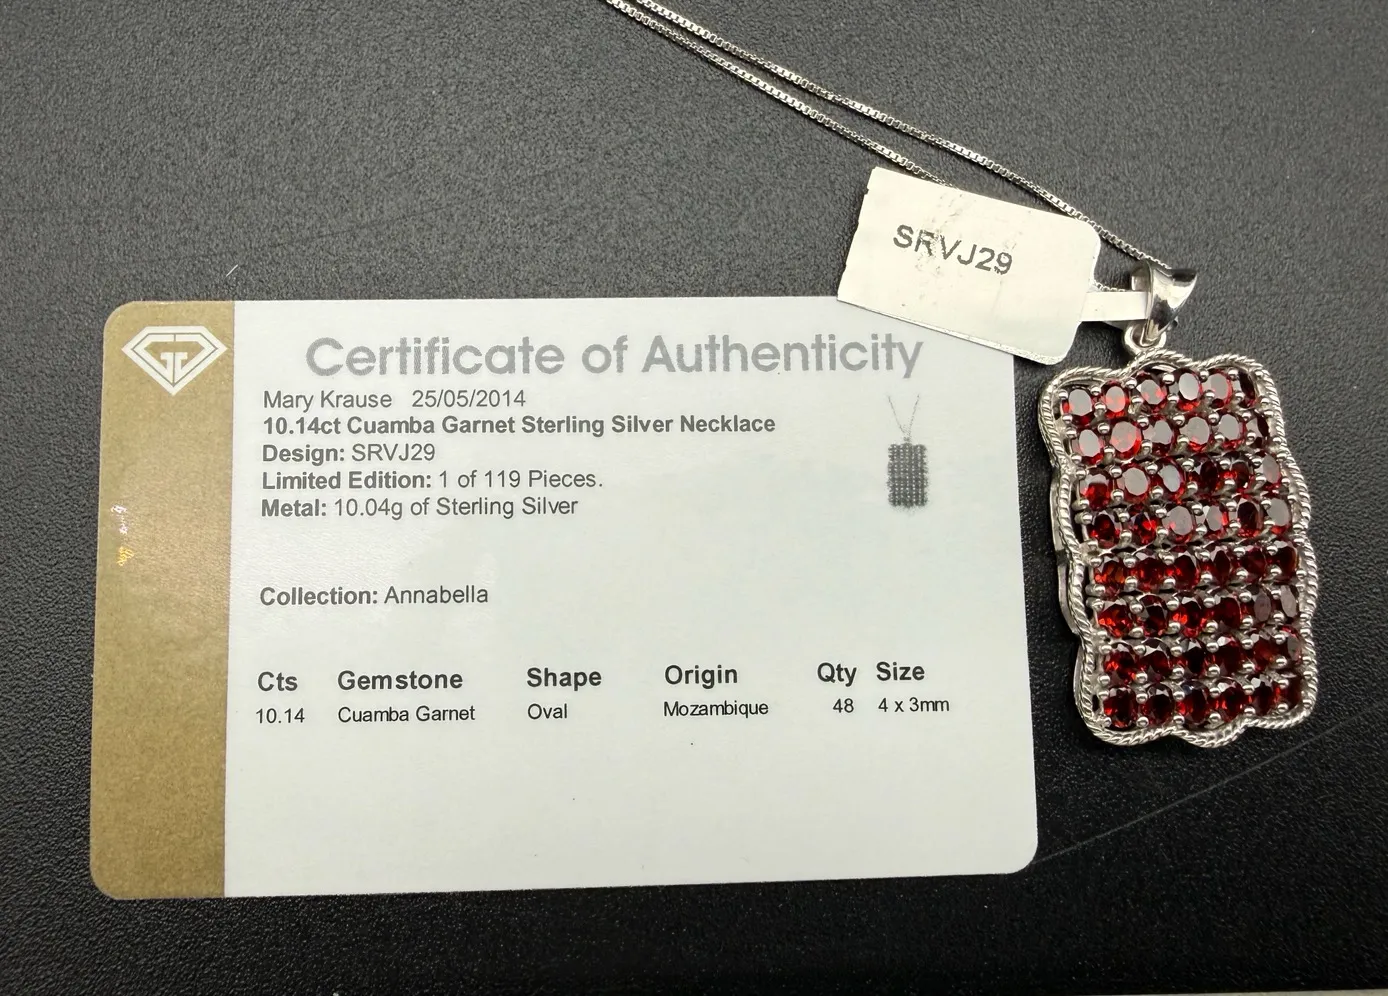 SRVJ29
Certificate of Authenticity
Mary Krause 25/05/2014
10.14ct Cuamba Garnet Sterling Silver Necklace
Design: SRVJ29
Limited Edition: 1 of 119 Pieces.
Metal: 10.04g of Sterling Silver
Collection: Annabella
Cts Gemstone Shape Origin Qty Size
10.14 Cuamba Garnet Oval Mozambique 48 4 x 3mm